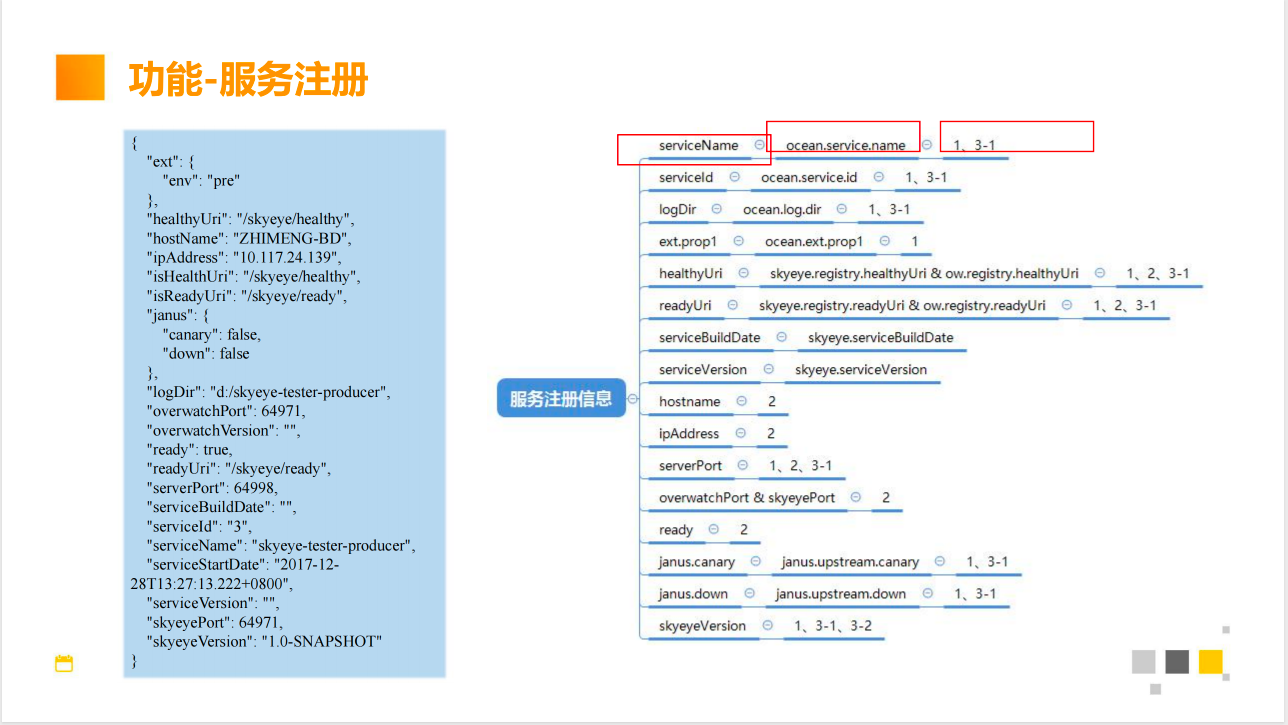 功能-服务注册
{
"ext": {
"env": "pre"
},
"healthyUri": "/skyeye/healthy",
"hostName": "ZHIMENG-BD",
"ipAddress": "10.117.24.139",
"isHealthUri": "/skyeye/healthy",
"isReadyUri": "/skyeye/ready",
"janus": {
"canary": false,
"down": false
},
"logDir": "d:/skyeye-tester-producer",
"overwatchPort": 64971,
"overwatchVersion": "",
"ready": true,
"readyUri": "/skyeye/ready",
"serverPort": 64998,
"serviceBuildDate": "",
"serviceId": "3",
"serviceName": "skyeye-tester-producer",
"serviceStartDate": "2017-12-
28T13:27:13.222+0800",
"serviceVersion": "",
"skyeyePort": 64971,
"skyeyeVersion": "1.0-SNAPSHOT"
}
服务注册信息
serviceName ocean.service.name 1、3-1
serviceId ocean.service.id 1、3-1
logDir ocean.log.dir 1、3-1
ext.prop1 ocean.ext.prop1 1
healthyUri skyeye.registry.healthyUri & ow.registry.healthyUri 1、2、3-1
readyUri skyeye.registry.readyUri & ow.registry.readyUri 1、2、3-1
serviceBuildDate skyeye.serviceBuildDate
serviceVersion skyeye.serviceVersion
hostname 2
ipAddress 2
serverPort 1、2、3-1
overwatchPort & skyeyePort 2
ready 2
janus.canary janus.upstream.canary 1、3-1
janus.down janus.upstream.down 1、3-1
skyeyeVersion 1、3-1、3-2